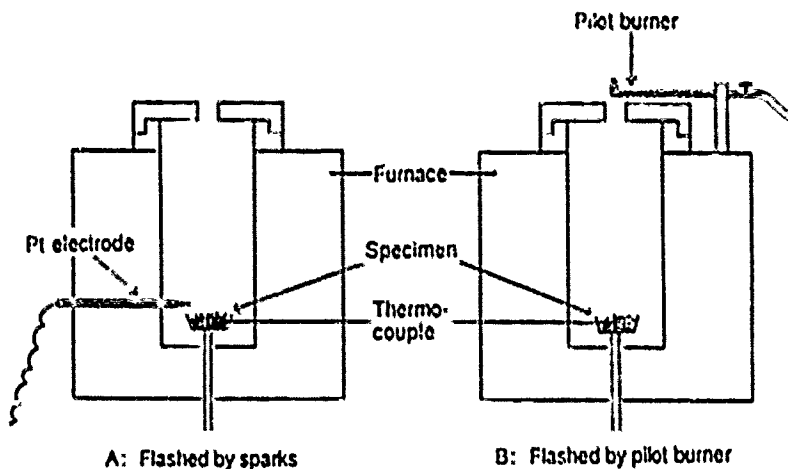 Pilot burner
Furnace
Pt electrode
Specimen
Thermo-
couple
A: Flashed by sparks
B: Flashed by pilot burner